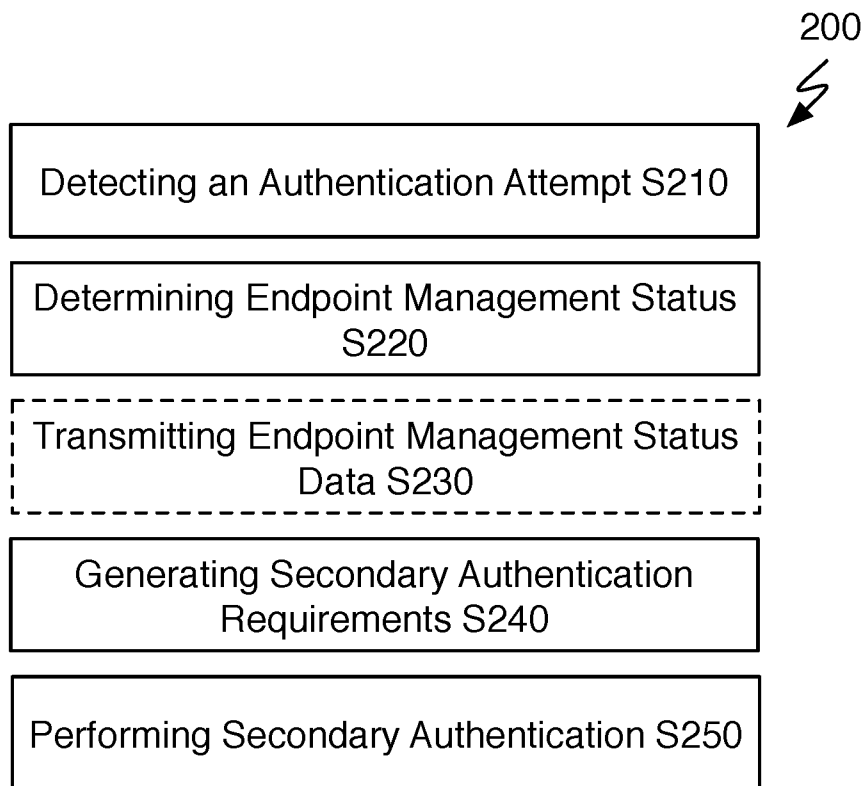 200
Detecting an Authentication Attempt S210
Determining Endpoint Management Status
S220
Transmitting Endpoint Management Status
Data S230
Generating Secondary Authentication
Requirements S240
Performing Secondary Authentication S250